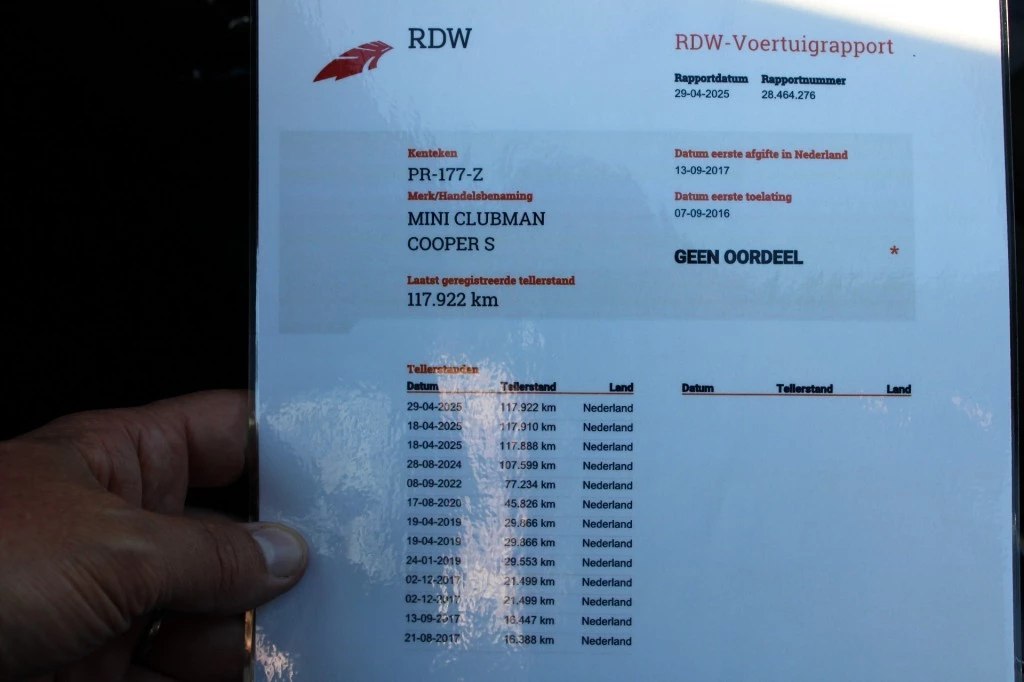 RDW
RDW-Voertuigrapport
Rapportdatum Rapportnummer
29-04-2025 28.464.276
Kenteken
PR-177-Z
Merk/Handelsbenaming
MINI CLUBMAN
COOPER S
Laatst geregistreerde tellerstand
117.922 km
Datum eerste afgifte in Nederland
13-09-2017
Datum eerste toelating
07-09-2016
GEEN OORDEEL *
Tellerstanden
Datum Tellerstand Land
29-04-2025 117.922 km Nederland
18-04-2025 117.910 km Nederland
18-04-2025 117.888 km Nederland
28-08-2024 107.599 km Nederland
08-09-2022 77.234 km Nederland
17-08-2020 45.826 km Nederland
19-04-2019 29.866 km Nederland
19-04-2019 29.866 km Nederland
24-01-2019 29.553 km Nederland
02-12-2017 21.499 km Nederland
02-12-2017 21.499 km Nederland
13-09-2017 16.447 km Nederland
21-08-2017 16.388 km Nederland
Datum Tellerstand Land